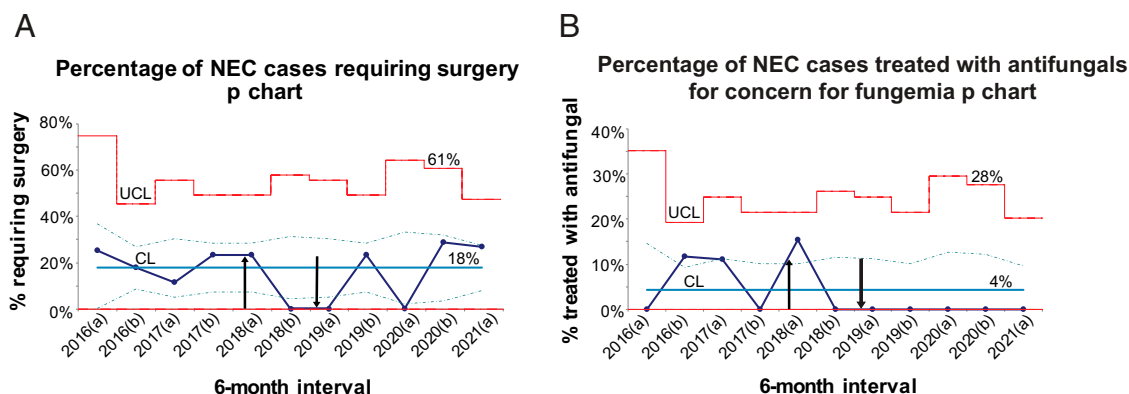 A
Percentage of NEC cases requiring surgery
p chart
% requiring surgery
80%
60%
40%
20%
0%
UCL
61%
CL
18%
2016(a)
2016(b)
2017(a)
2017(b)
2018(a)
2018(b)
2019(a)
2019(b)
2020(a)
2020(b)
2021(a)
6-month interval
B
Percentage of NEC cases treated with antifungals
for concern for fungemia p chart
% treated with antifungal
40%
30%
20%
10%
0%
UCL
28%
CL
4%
2016(a)
2016(b)
2017(a)
2017(b)
2018(a)
2018(b)
2019(a)
2019(b)
2020(a)
2020(b)
2021(a)
6-month interval